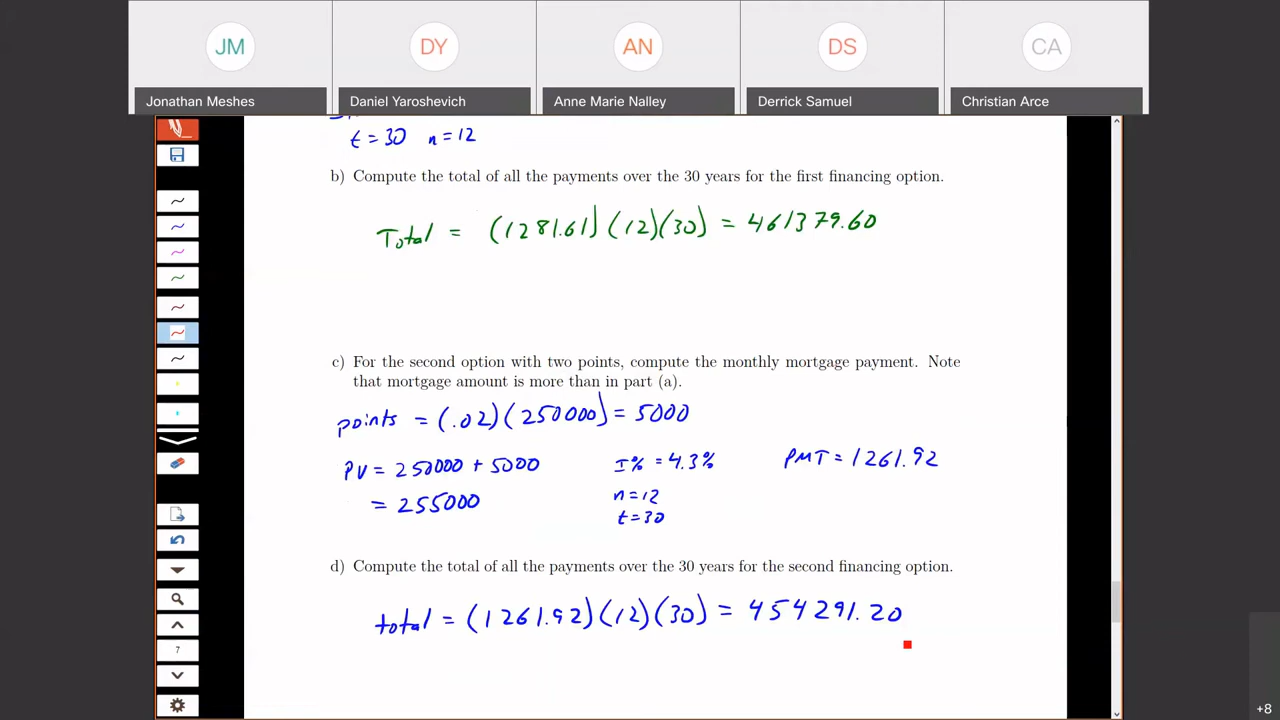 JM
DY
AN
DS
CA
Jonathan Meshes
Daniel Yaroshevich
Anne Marie Nalley
Derrick Samuel
Christian Arce
t = 30 n = 12
b) Compute the total of all the payments over the 30 years for the first financing option.
Total = (1281.61)(12)(30) = 461379.60
c) For the second option with two points, compute the monthly mortgage payment. Note
that mortgage amount is more than in part (a).
points = (.02)(250000) = 5000
PV = 250000 + 5000 I% = 4.3% PMT = 1261.92
= 255000 n = 12
t = 30
d) Compute the total of all the payments over the 30 years for the second financing option.
total = (1261.92)(12)(30) = 454291.20
7
+8